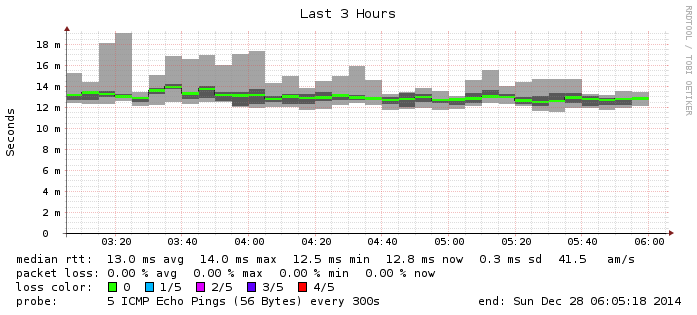 Last 3 Hours
RRDTOOL / TOBI OETIKER
Seconds
18 m
16 m
14 m
12 m
10 m
8 m
6 m
4 m
2 m
0
03:20 03:40 04:00 04:20 04:40 05:00 05:20 05:40 06:00
median rtt: 13.0 ms avg 14.0 ms max 12.5 ms min 12.8 ms now 0.3 ms sd 41.5 am/s
packet loss: 0.00 % avg 0.00 % max 0.00 % min 0.00 % now
loss color: 0 1/5 2/5 3/5 4/5
probe: 5 ICMP Echo Pings (56 Bytes) every 300s end: Sun Dec 28 06:05:18 2014